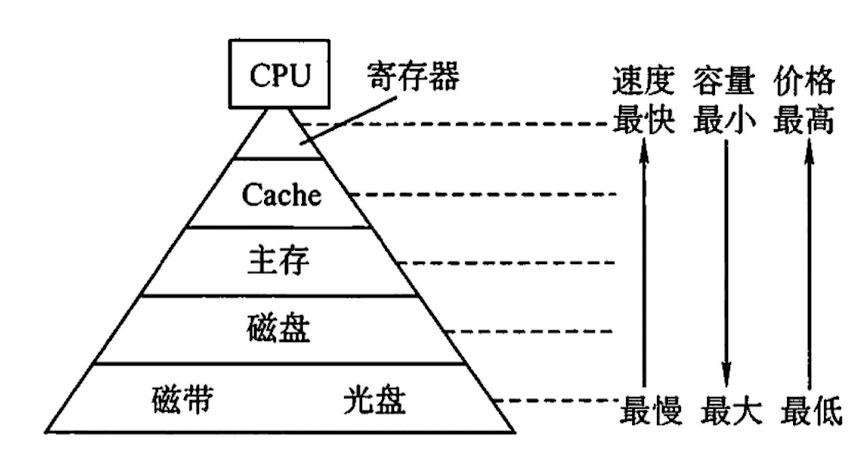 CPU
寄存器
速度 容量 价格
最快 最小 最高
Cache
主存
磁盘
磁带 光盘
最慢 最大 最低